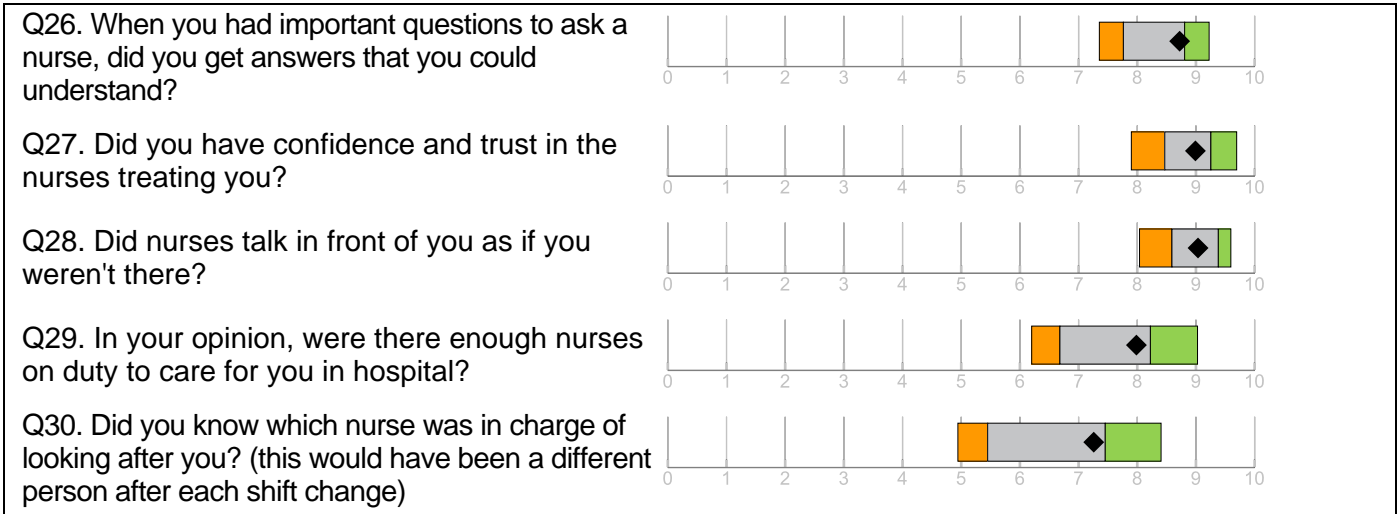 Q26. When you had important questions to ask a
nurse, did you get answers that you could
understand?
0 1 2 3 4 5 6 7 8 9 10
Q27. Did you have confidence and trust in the
nurses treating you?
0 1 2 3 4 5 6 7 8 9 10
Q28. Did nurses talk in front of you as if you
weren't there?
0 1 2 3 4 5 6 7 8 9 10
Q29. In your opinion, were there enough nurses
on duty to care for you in hospital?
0 1 2 3 4 5 6 7 8 9 10
Q30. Did you know which nurse was in charge of
looking after you? (this would have been a different
person after each shift change)
0 1 2 3 4 5 6 7 8 9 10